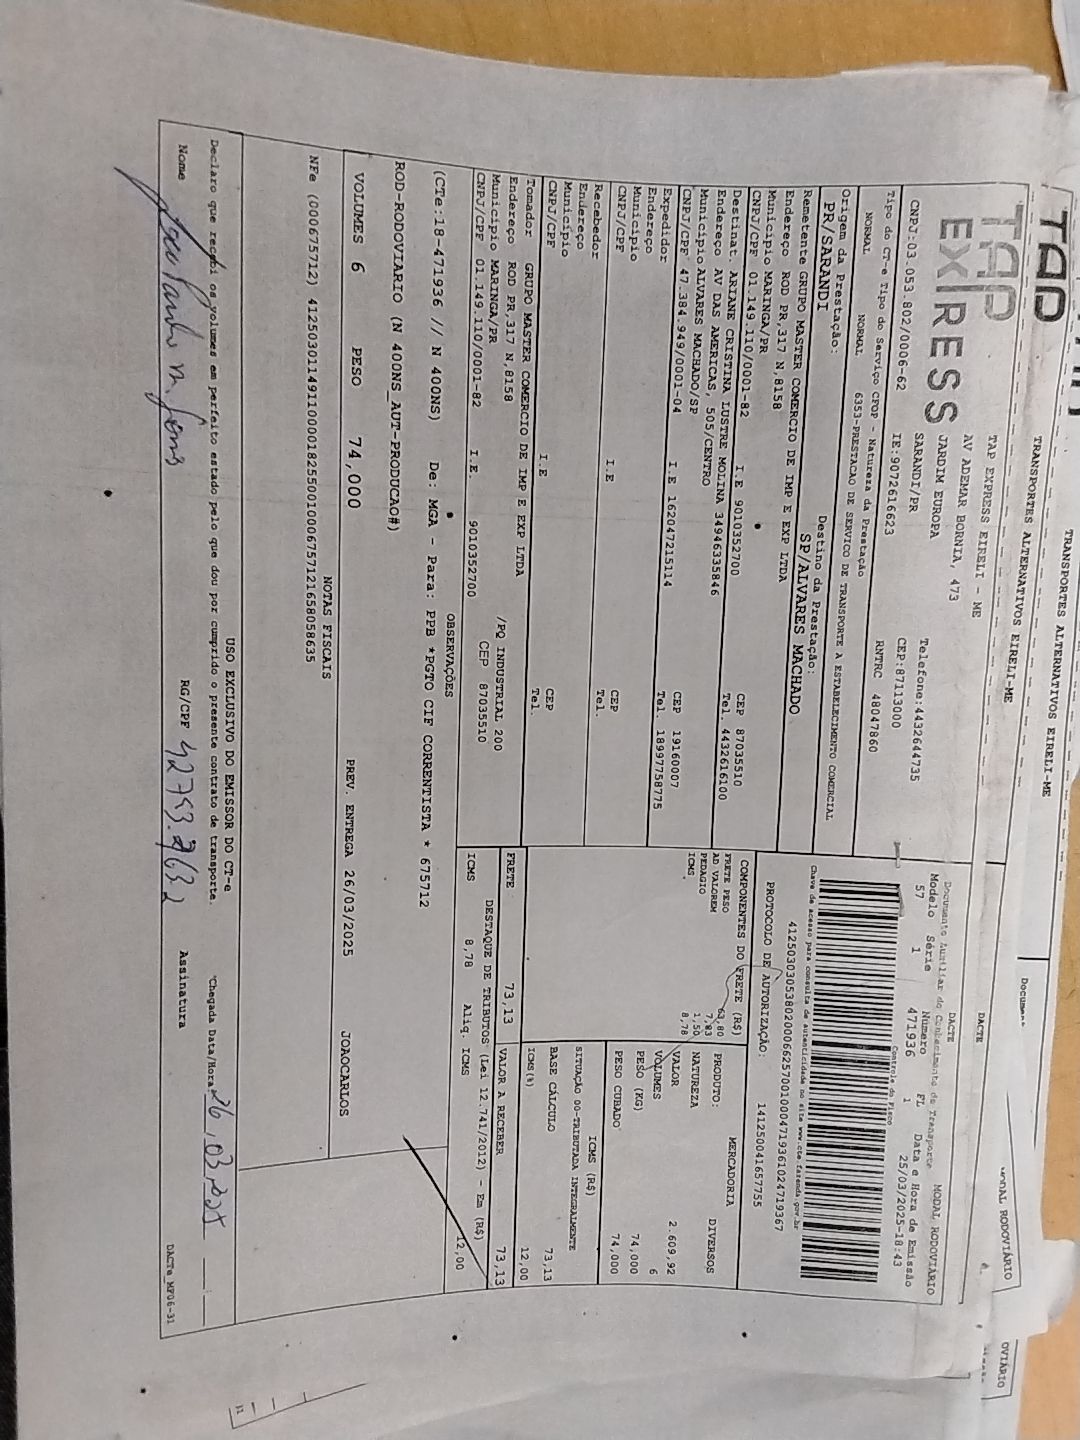 TRANSPORTES ALTERNATIVOS EIRELI-ME
TRANSPORTES ALTERNATIVOS EIRELI-ME
TAP
DACTE
MODAL RODOVIÁRIO
TAP
EXPRESS
TAP EXPRESS EIRELI - ME
AV ADEMAR BORNIA, 473
JARDIM EUROPA
SARANDI/PR
Telefone:4432644735
CEP:87113000
CNPJ:03.053.802/0006-62
IE:9072616623
RNTRC 48047860
DACTE
Documento Auxiliar do Conhecimento de Transporte
MODAL RODOVIÁRIO
Modelo Série Número FL Data e Hora de Emissão
57 1 471936 1 25/03/2025-18:43
Controle do Fisco
Tipo do CT-e Tipo do Serviço CFOP - Natureza da Prestação
NORMAL NORMAL 6353-PRESTACAO DE SERVICO DE TRANSPORTE A ESTABELECIMENTO COMERCIAL
Chave de acesso para consulta de autenticidade no site www.cte.fazenda.gov.br
41250303053802000662570010004719361024719367
PROTOCOLO DE AUTORIZAÇÃO: 141250041657755
Origem da Prestação: Destino da Prestação:
PR/SARANDI SP/ALVARES MACHADO
Remetente GRUPO MASTER COMERCIO DE IMP E EXP LTDA
Endereço ROD PR,317 N,8158
Município MARINGA/PR CEP 87035510
CNPJ/CPF 01.149.110/0001-82 I.E 9010352700 Tel. 4432616100
Destinat. ARIANE CRISTINA LUSTRE MOLINA 34946335846
Endereço AV DAS AMERICAS, 505/CENTRO
Município ALVARES MACHADO/SP CEP 19160007
CNPJ/CPF 47.384.949/0001-04 I.E 162047215114 Tel. 18997758775
Expedidor
Endereço
Município CEP
CNPJ/CPF I.E Tel.
Recebedor
Endereço
Município CEP
CNPJ/CPF I.E Tel.
Tomador GRUPO MASTER COMERCIO DE IMP E EXP LTDA
Endereço ROD PR,317 N,8158 /PQ INDUSTRIAL 200
Município MARINGA/PR CEP 87035510
CNPJ/CPF 01.149.110/0001-82 I.E. 9010352700
COMPONENTES DO FRETE (R$)
FRETE PESO 63,80
AD VALOREM 7,83
PEDAGIO 1,50
ICMS 8,78
MERCADORIA
PRODUTO: DIVERSOS
NATUREZA
VALOR 2.609,92
VOLUMES 6
PESO (KG) 74,000
PESO CUBADO 74,000
ICMS (R$)
SITUAÇÃO 00-TRIBUTADA INTEGRALMENTE
BASE CÁLCULO 73,13
ICMS(%) 12,00
FRETE 73,13 VALOR A RECEBER 73,13
DESTAQUE DE TRIBUTOS (Lei 12.741/2012) - Em (R$)
ICMS 8,78 Aliq. ICMS 12,00
OBSERVAÇÕES
(CTe:18-471936 // N 400NS) De: MGA - Para: PPB *PGTO CIF CORRENTISTA * 675712
ROD-RODOVIARIO (N 400NS_AUT-PRODUCAO#)
VOLUMES 6 PESO 74,000 PREV. ENTREGA 26/03/2025 JOAOCARLOS
NOTAS FISCAIS
NFe (000675712) 41250301149110000182550010006757121658058635
USO EXCLUSIVO DO EMISSOR DO CT-e
Declaro que recebi os volumes em perfeito estado pelo que dou por cumprido o presente contrato de transporte.
Chegada Data/Hora 26,03,2025
Nome RG/CPF Assinatura
DACTe_MF06-31